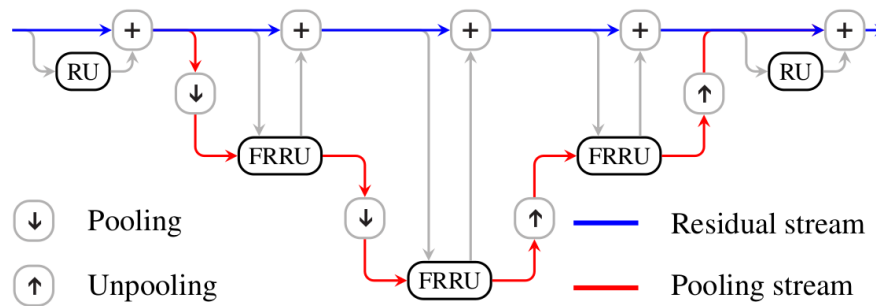 + + + + +
RU RU
↓ ↑
FRRU FRRU
↓ ↑
FRRU
↓ Pooling
↑ Unpooling
Residual stream
Pooling stream